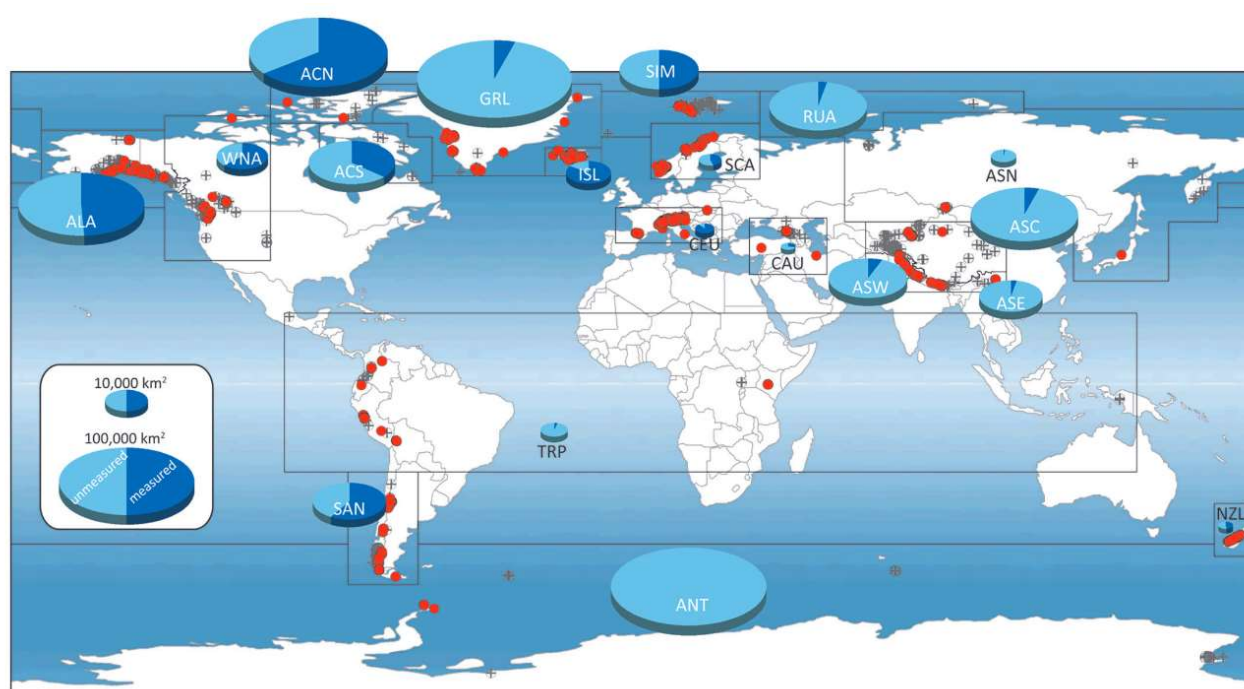 ACN
GRL
SIM
RUA
WNA
ACS
ISL
SCA
ASN
ALA
CEU
CAU
ASC
ASW
ASE
10,000 km²
100,000 km²
unmeasured
measured
TRP
SAN
NZL
ANT